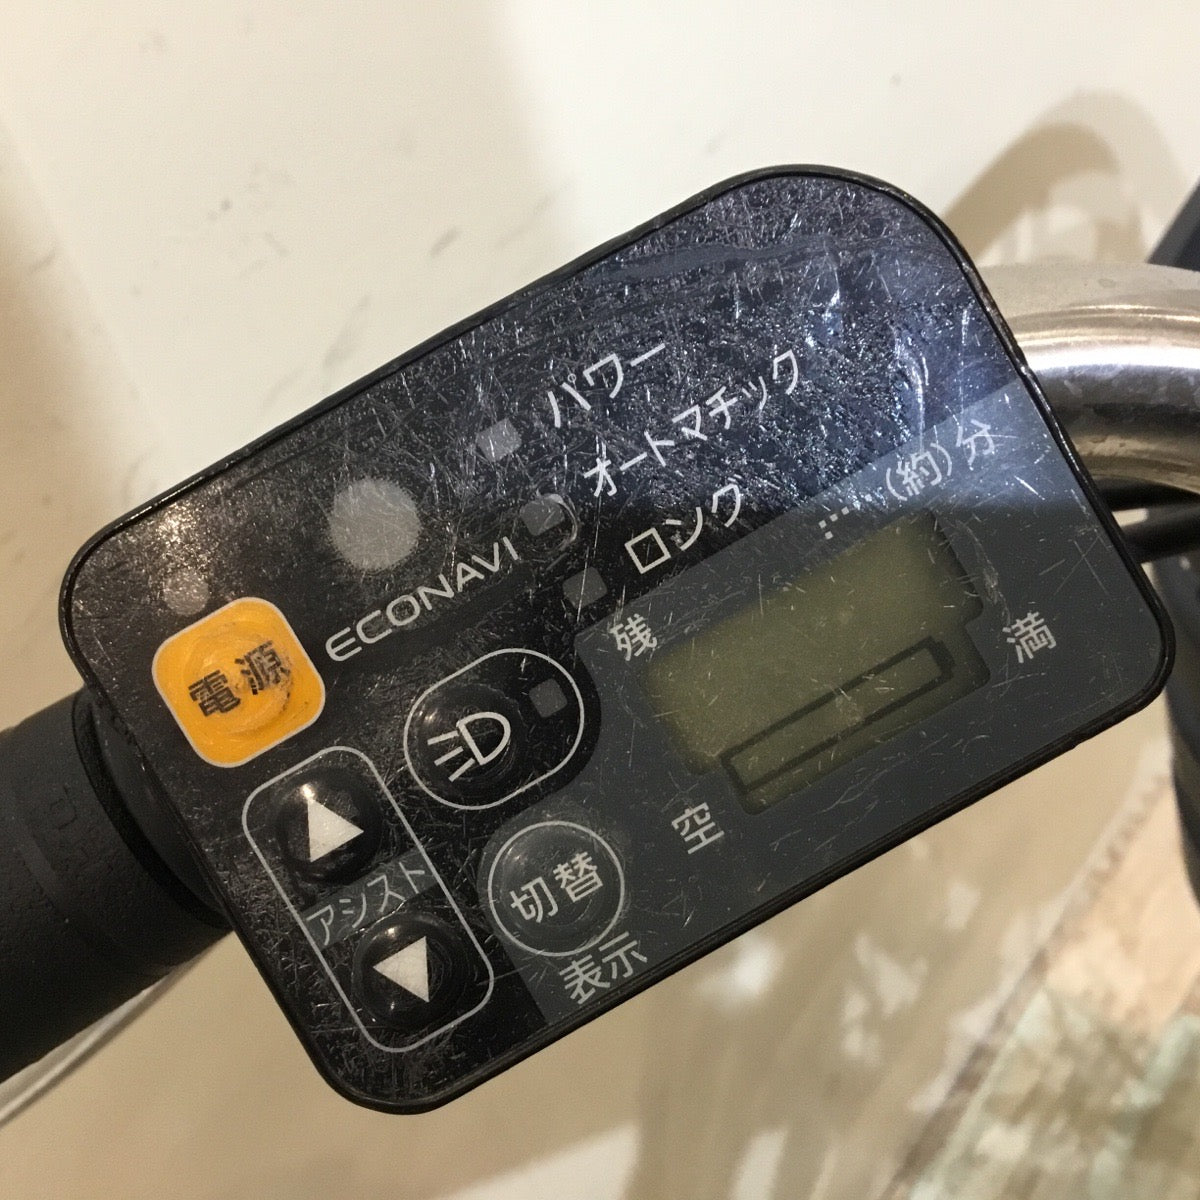 パワー
オートマチック
ロング
ECONAVI
電源
(約)分
残
満
空
アシスト
切替
表示